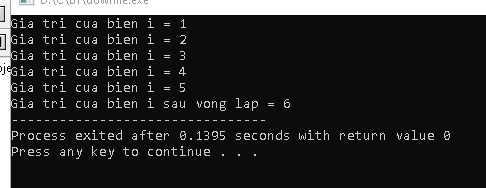 D:\C\BT\dowhile.exe
Gia tri cua bien i = 1
Gia tri cua bien i = 2
Gia tri cua bien i = 3
Gia tri cua bien i = 4
Gia tri cua bien i = 5
Gia tri cua bien i sau vong lap = 6
--------------------------------
Process exited after 0.1395 seconds with return value 0
Press any key to continue . . .